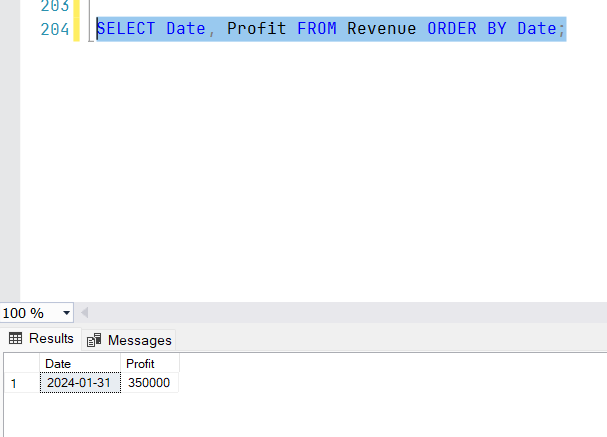 203
204 SELECT Date, Profit FROM Revenue ORDER BY Date;
100 %
Results Messages
Date Profit
1 2024-01-31 350000